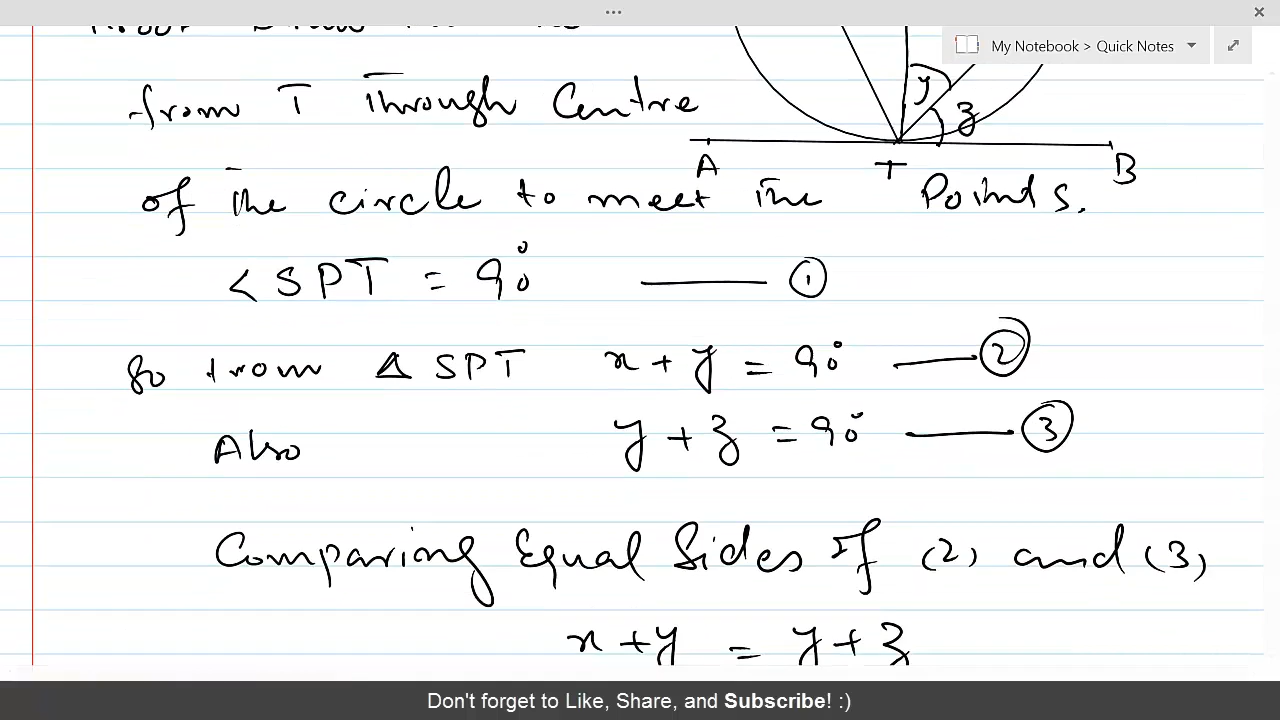 My Notebook > Quick Notes
from T Through Centre
y
z
A
T
B
of the circle to meet the Point S.
< SPT = 90° ——— ①
So from △ SPT x + y = 90° ——— ②
Also y + z = 90° ——— ③
Comparing Equal Sides of (2) and (3)
x + y = y + z
Don't forget to Like, Share, and Subscribe! :)